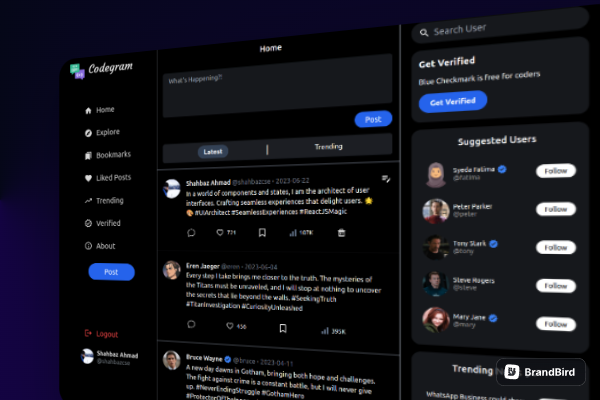 Codegram
Home
Explore
Bookmarks
Liked Posts
Trending
Verified
About
Post
Logout
Shahbaz Ahmad
@shahbazcse
Home
What's Happening?!
Post
Latest
Trending
Shahbaz Ahmad @shahbazcse • 2023-06-22
In a world of components and states, I am the architect of user
interfaces. Crafting seamless experiences that delight users. 🌟
🎨 #UIArchitect #SeamlessExperiences #ReactJSMagic
721
167K
Eren Jaeger @eren • 2023-06-04
Every step I take brings me closer to the truth. The mysteries of
the Titans must be unraveled, and I will stop at nothing to uncover
the secrets that lie beyond the walls. #SeekingTruth
#TitanInvestigation #CuriosityUnleashed
456
395K
Bruce Wayne @bruce • 2023-04-11
A new day dawns in Gotham, bringing both hope and challenges.
The fight against crime is a constant battle, but I will never give
up. #NeverEndingStruggle #GothamHero
Search User
Get Verified
Blue Checkmark is free for coders
Get Verified
Suggested Users
Syeda Fatima
@fatima
Follow
Peter Parker
@peter
Follow
Tony Stark
@tony
Follow
Steve Rogers
@steve
Follow
Mary Jane
@mary
Follow
Trending
WhatsApp Business could
BrandBird